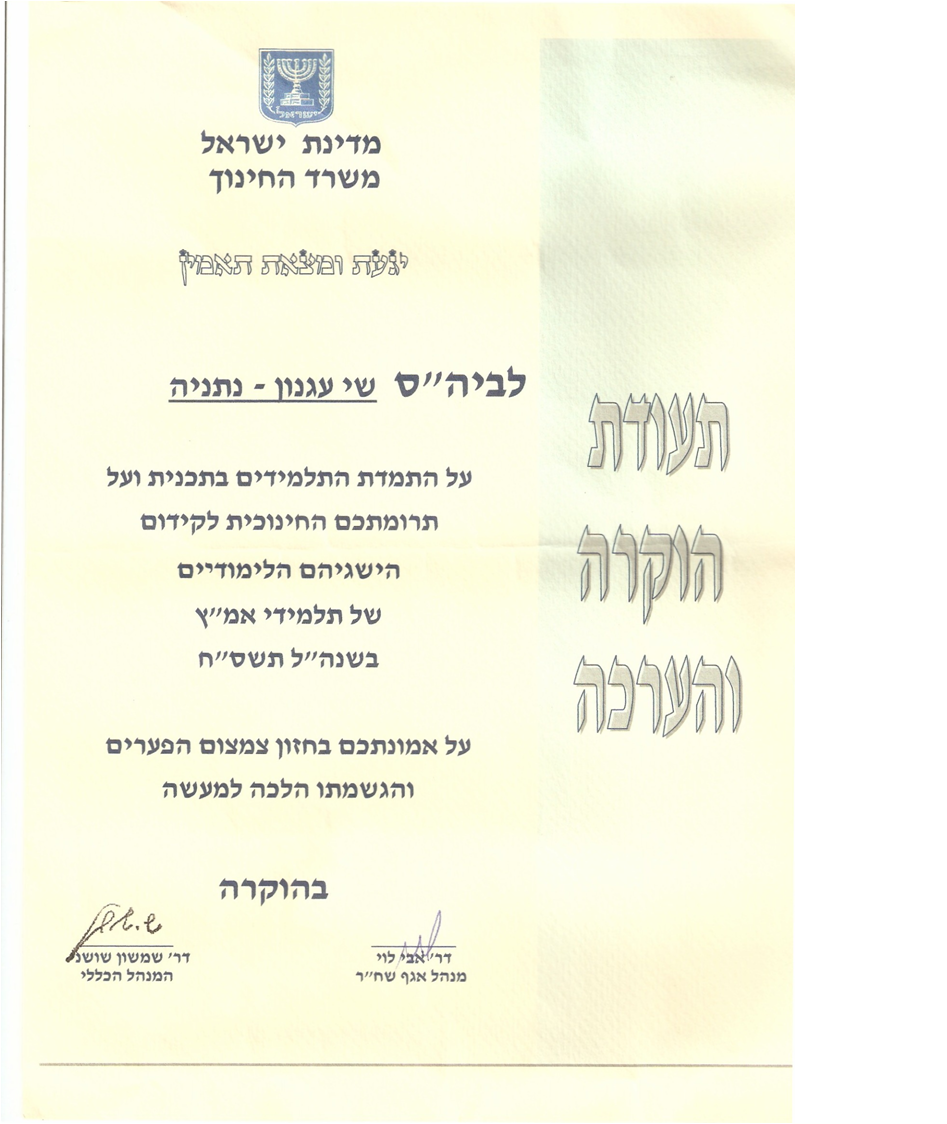 ישראל
מדינת ישראל
משרד החינוך
יגעת ומצאת תאמין
לביה״ס שי עגנון - נתניה
על התמדת התלמידים בתכנית ועל
תרומתכם החינוכית לקידום
הישגיהם הלימודיים
של תלמידי אמ״ץ
בשנה״ל תשס״ח
על אמונתכם בחזון צמצום הפערים
והגשמתו הלכה למעשה
בהוקרה
דר׳ אבי לוי
מנהל אגף שח״ר
דר׳ שמשון שושני
המנהל הכללי
תעודת
הוקרה
והערכה